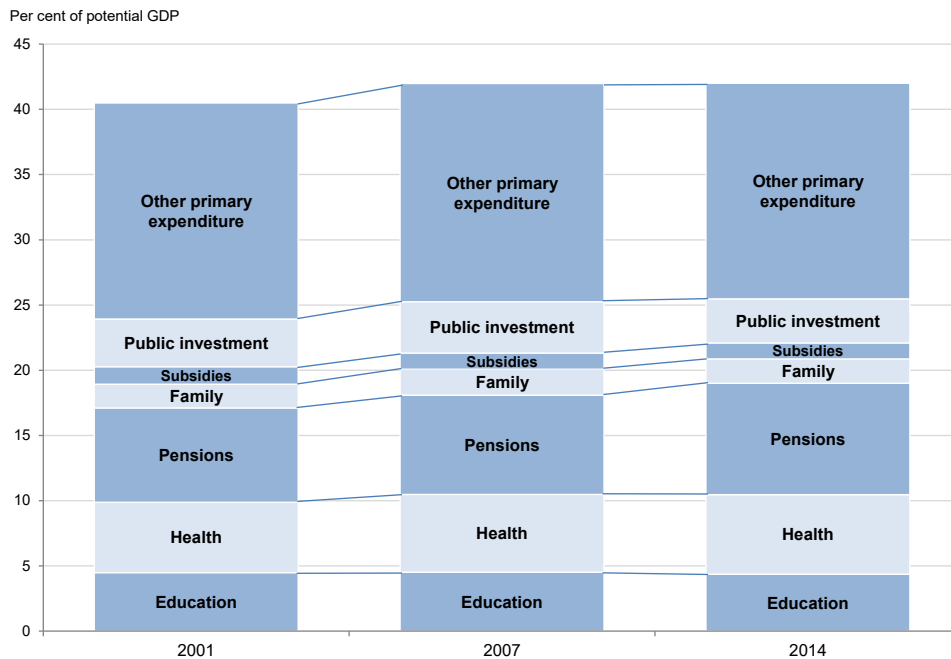 Per cent of potential GDP
45
40
35
30
25
20
15
10
5
0
Other primary
expenditure
Public investment
Subsidies
Family
Pensions
Health
Education
Other primary
expenditure
Public investment
Subsidies
Family
Pensions
Health
Education
Other primary
expenditure
Public investment
Subsidies
Family
Pensions
Health
Education
2001
2007
2014